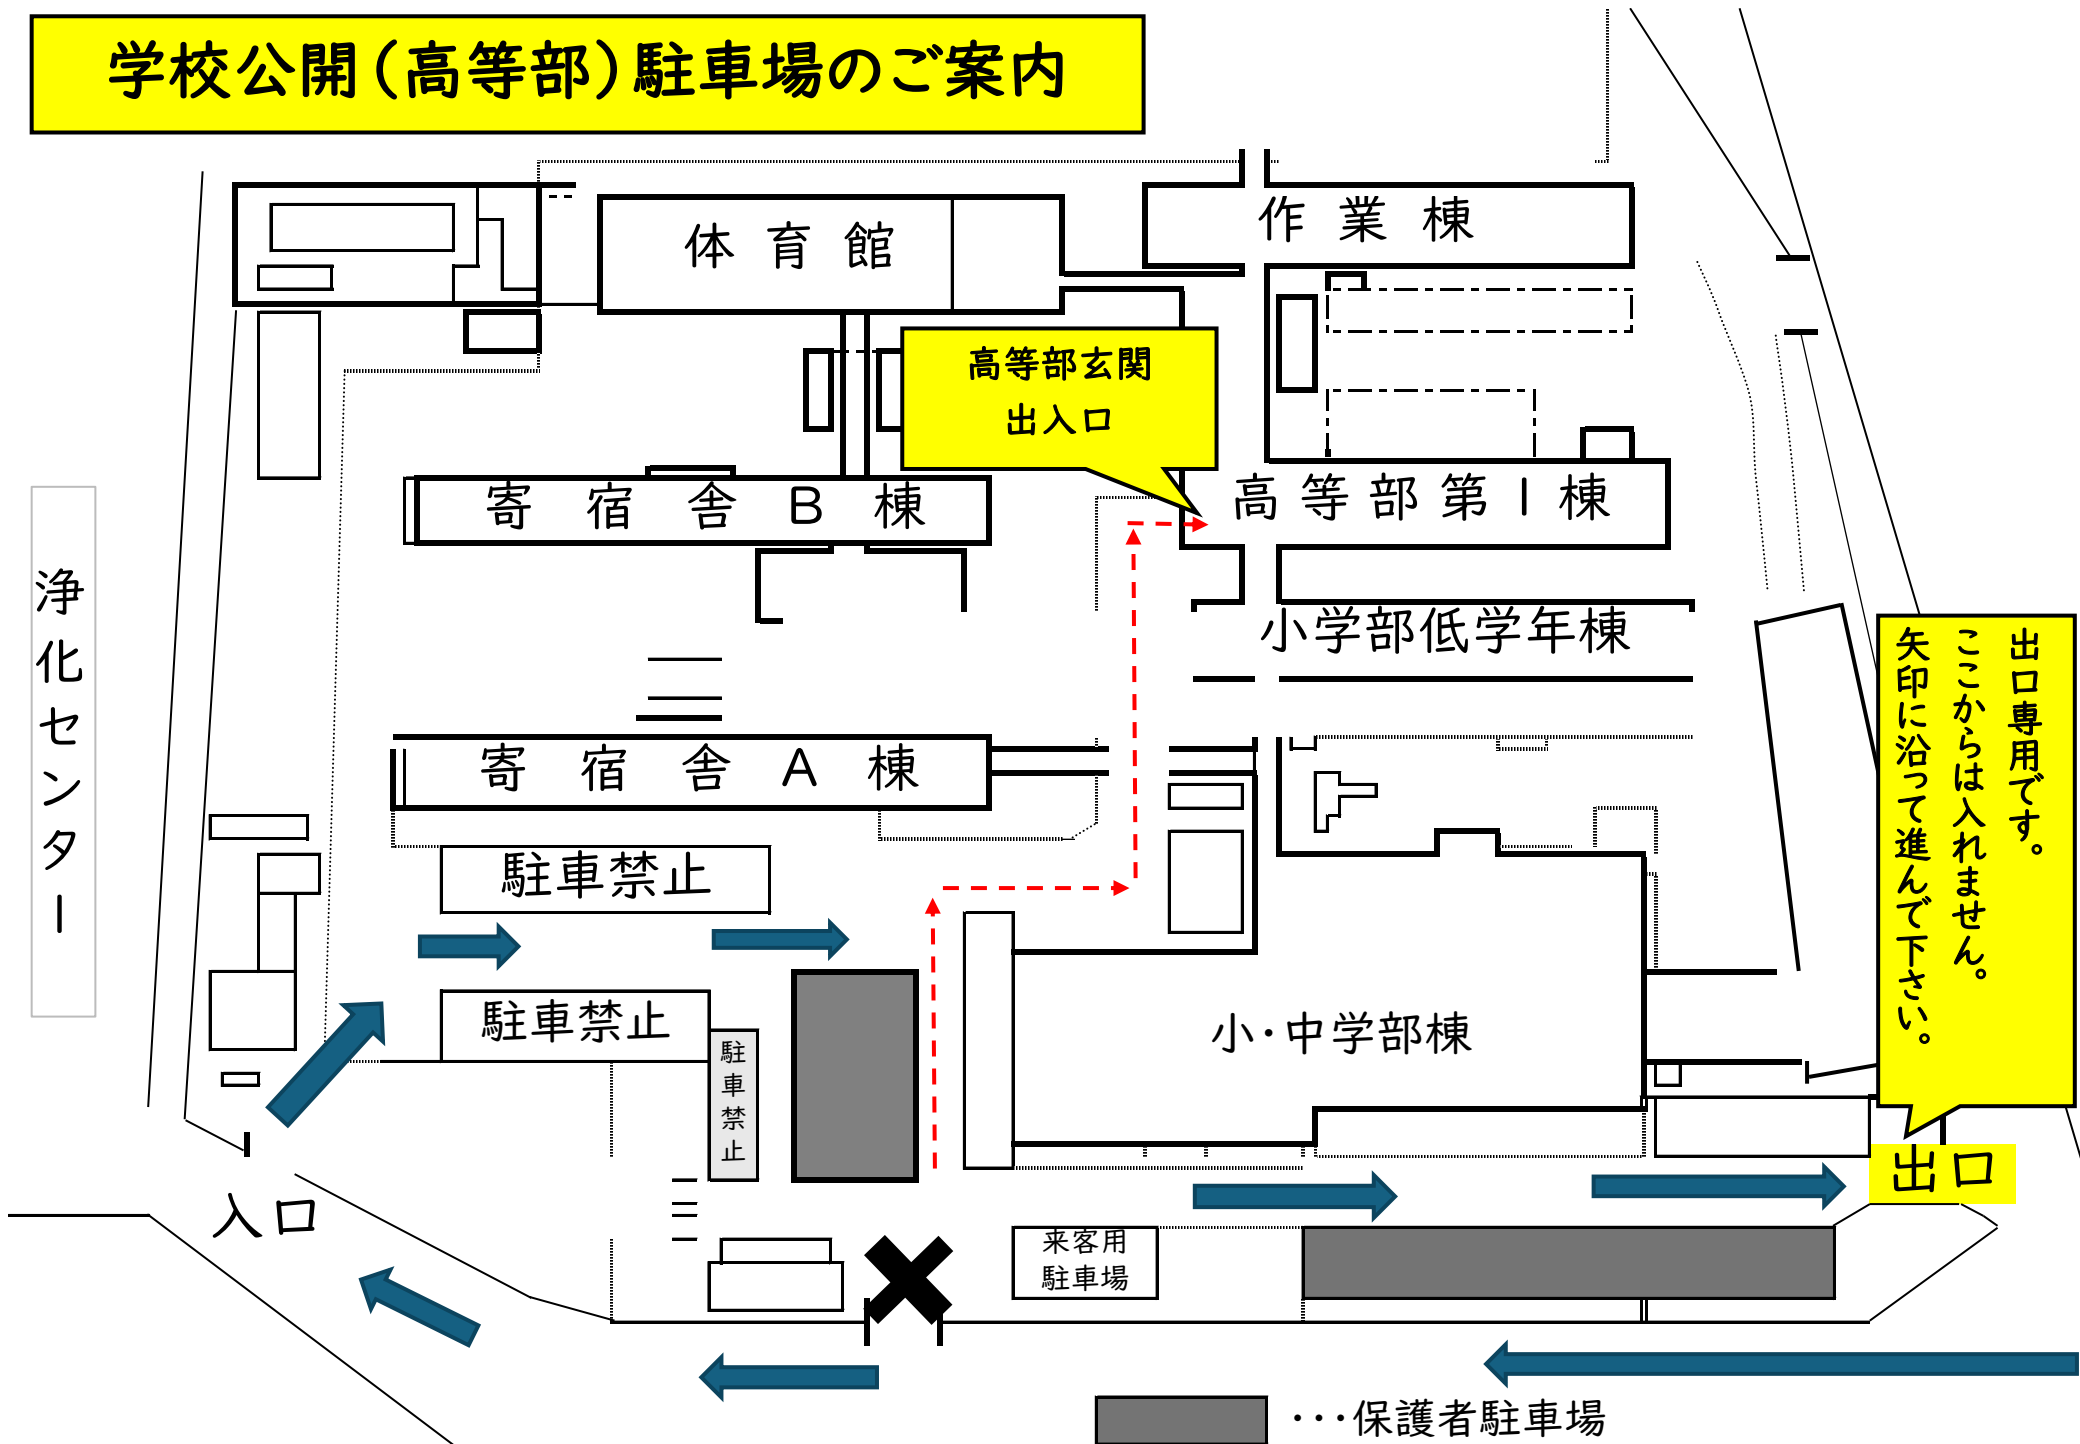 学校公開（高等部）駐車場のご案内
体育館
作業棟
高等部玄関
出入口
寄宿舎B棟
高等部第1棟
浄化センター
小学部低学年棟
出口専用です。
ここからは入れません。
矢印に沿って進んで下さい。
寄宿舎A棟
駐車禁止
駐車禁止
駐車禁止
小・中学部棟
出口
入口
来客用
駐車場
・・・保護者駐車場